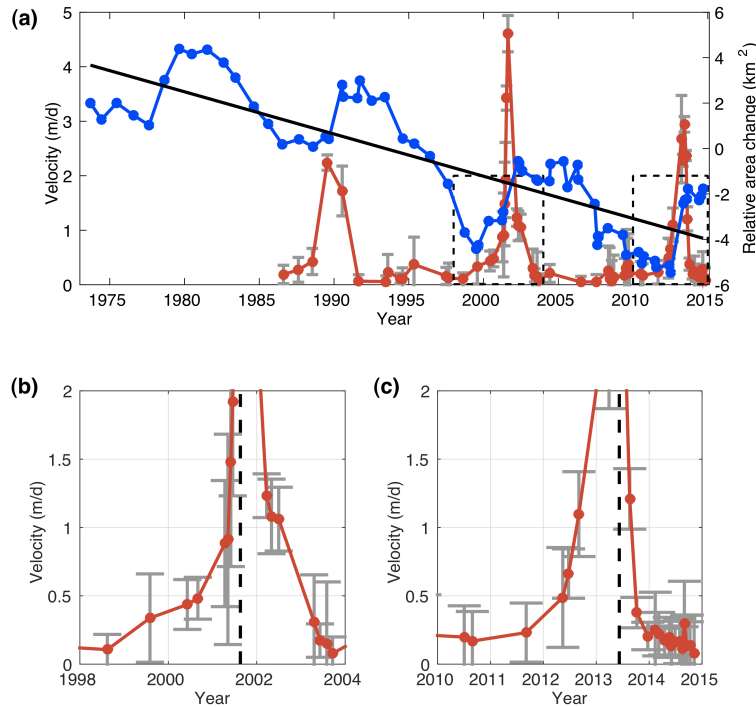 (a)
6
5
4
4
2
3
0
2
-2
1
-4
0
-6
Velocity (m/d)
Relative area change (km²)
1975 1980 1985 1990 1995 2000 2005 2010 2015
Year
(b)
(c)
2
2
1.5
1.5
1
1
0.5
0.5
0
0
Velocity (m/d)
Velocity (m/d)
1998 2000 2002 2004
2010 2011 2012 2013 2014 2015
Year
Year